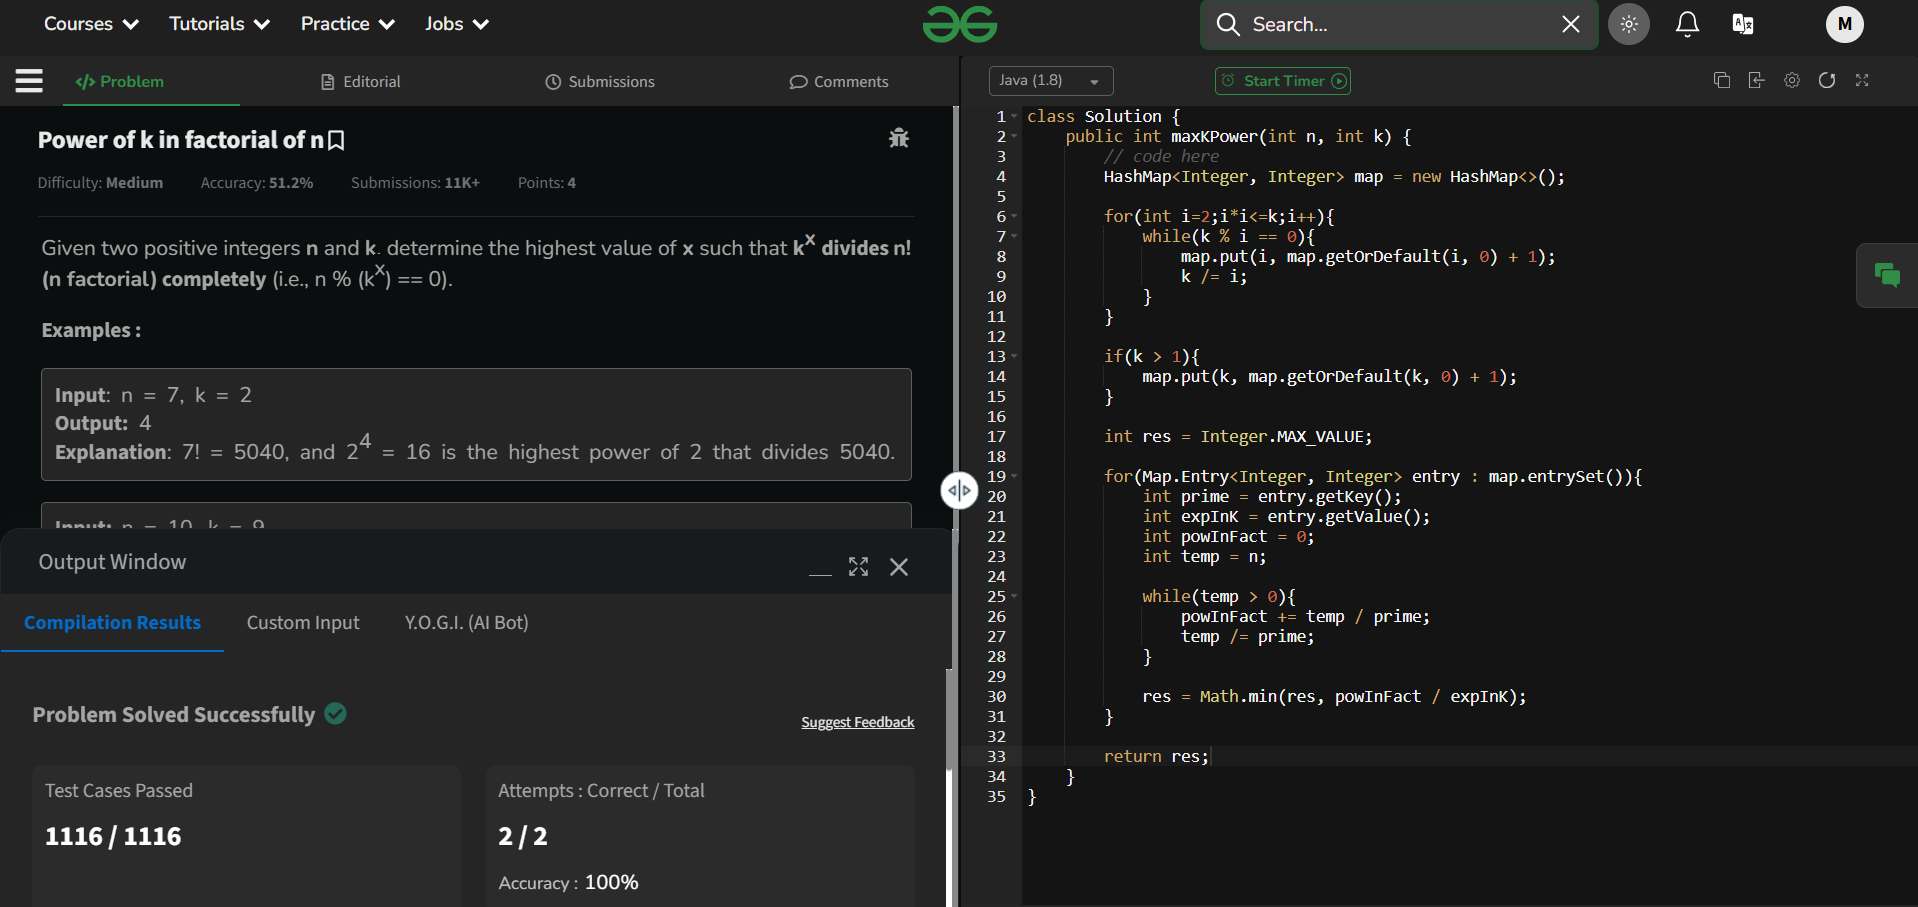 Courses Tutorials Practice Jobs
Search...
M
Problem Editorial Submissions Comments
Java (1.8) Start Timer
Power of k in factorial of n
Difficulty: Medium Accuracy: 51.2% Submissions: 11K+ Points: 4
Given two positive integers n and k. determine the highest value of x such that k^x divides n!
(n factorial) completely (i.e., n % (k^x) == 0).
Examples :
Input: n = 7, k = 2
Output: 4
Explanation: 7! = 5040, and 2^4 = 16 is the highest power of 2 that divides 5040.
Input: n = 10, k = 9
Output Window
Compilation Results Custom Input Y.O.G.I. (AI Bot)
Problem Solved Successfully
Suggest Feedback
Test Cases Passed
1116 / 1116
Attempts : Correct / Total
2 / 2
Accuracy : 100%
1 class Solution {
2     public int maxKPower(int n, int k) {
3         // code here
4         HashMap<Integer, Integer> map = new HashMap<>();
5
6         for(int i=2;i*i<=k;i++){
7             while(k % i == 0){
8                 map.put(i, map.getOrDefault(i, 0) + 1);
9                 k /= i;
10             }
11         }
12
13         if(k > 1){
14             map.put(k, map.getOrDefault(k, 0) + 1);
15         }
16
17         int res = Integer.MAX_VALUE;
18
19         for(Map.Entry<Integer, Integer> entry : map.entrySet()){
20             int prime = entry.getKey();
21             int expInK = entry.getValue();
22             int powInFact = 0;
23             int temp = n;
24
25             while(temp > 0){
26                 powInFact += temp / prime;
27                 temp /= prime;
28             }
29
30             res = Math.min(res, powInFact / expInK);
31         }
32
33         return res;
34     }
35 }